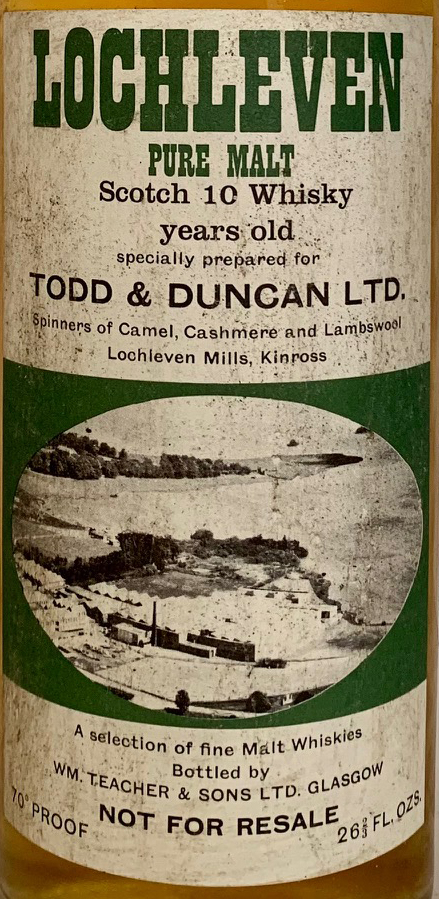 LOCHLEVEN
PURE MALT
Scotch 10 Whisky
years old
specially prepared for
TODD & DUNCAN LTD.
Spinners of Camel, Cashmere and Lambswool
Lochleven Mills, Kinross
A selection of fine Malt Whiskies
Bottled by
WM. TEACHER & SONS LTD. GLASGOW
70° PROOF NOT FOR RESALE 26⅔ FL. OZS.